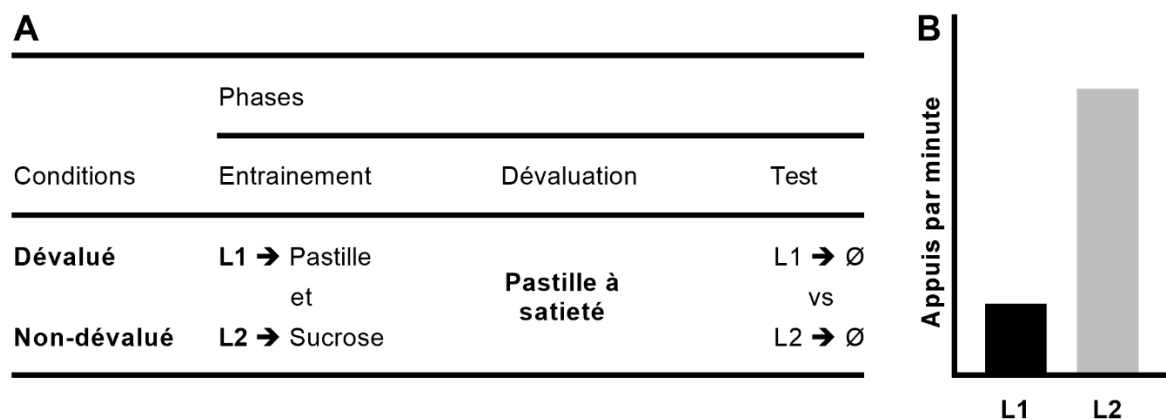 A
Phases
Conditions Entrainement Dévaluation Test
Dévalué L1 ➔ Pastille L1 ➔ Ø
et Pastille à satieté vs
Non-dévalué L2 ➔ Sucrose L2 ➔ Ø
B
Appuis par minute
L1 L2